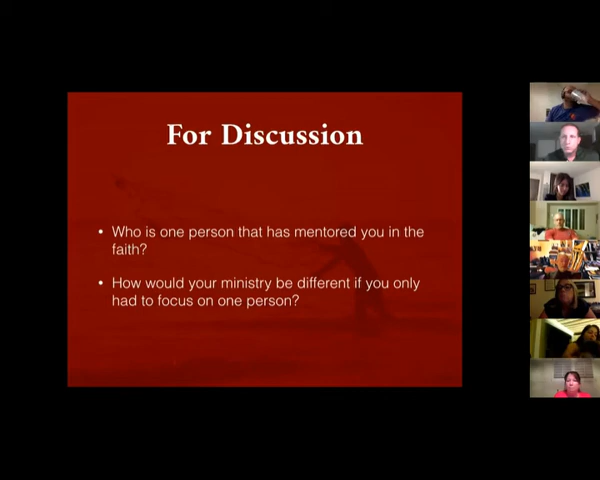 For Discussion
• Who is one person that has mentored you in the
faith?
• How would your ministry be different if you only
had to focus on one person?